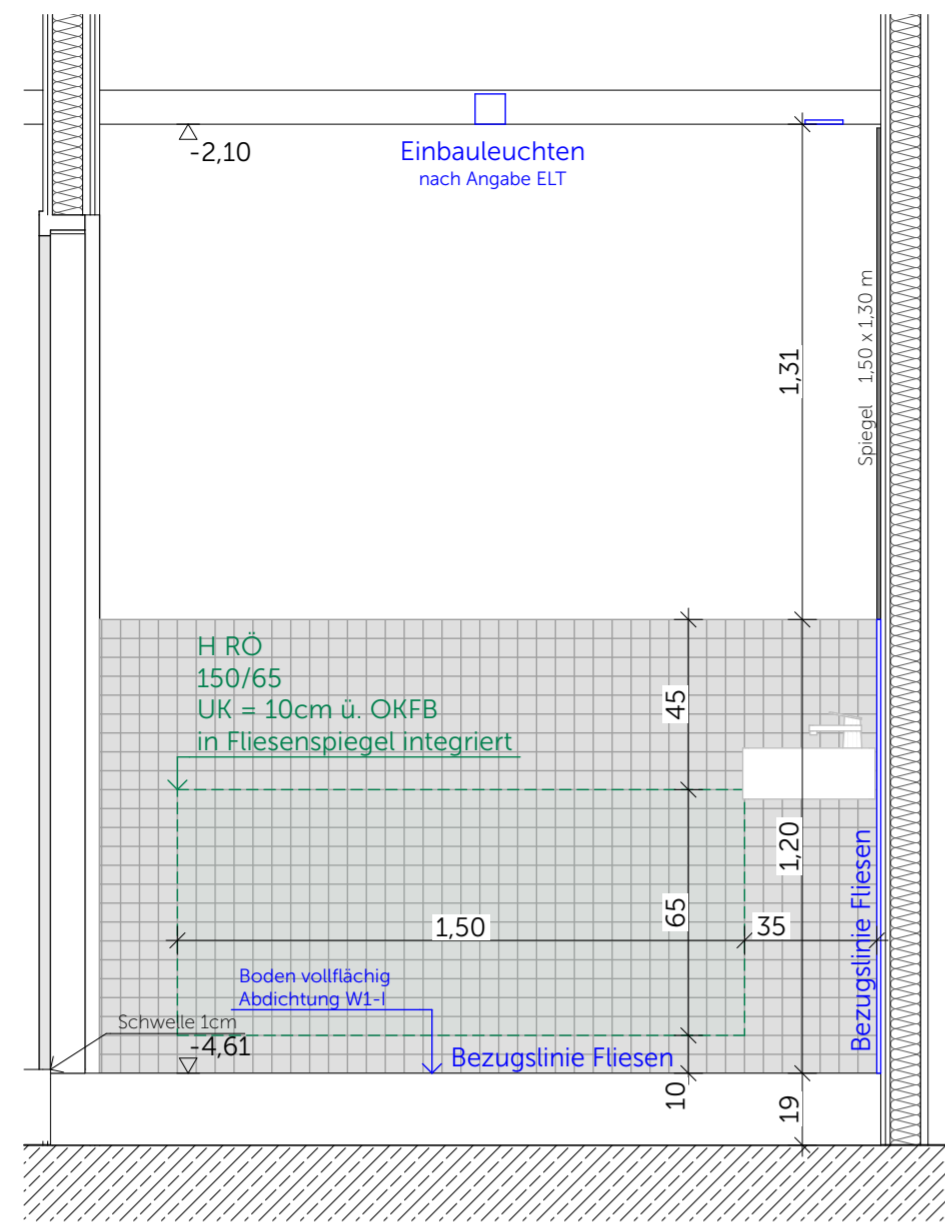 -2,10
Einbauleuchten
nach Angabe ELT
1,31
Spiegel 1,50 x 1,30 m
H RÖ
150/65
UK = 10cm ü. OKFB
in Fliesenspiegel integriert
45
1,20
65
1,50
35
Bezugslinie Fliesen
Boden vollflächig
Abdichtung W1-I
Schwelle 1cm
-4,61
Bezugslinie Fliesen
10
19